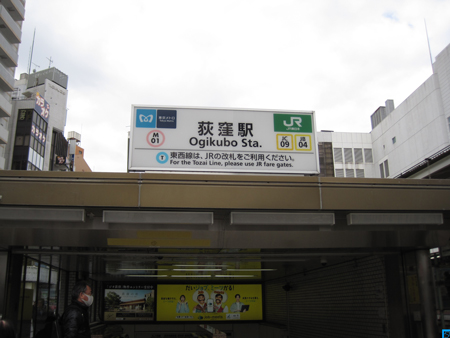 荻窪駅
Ogikubo Sta.
M
01
JR
JC
09
JB
04
T
東西線は、JRの改札をご利用ください。
For the Tozai Line, please use JR fare gates.